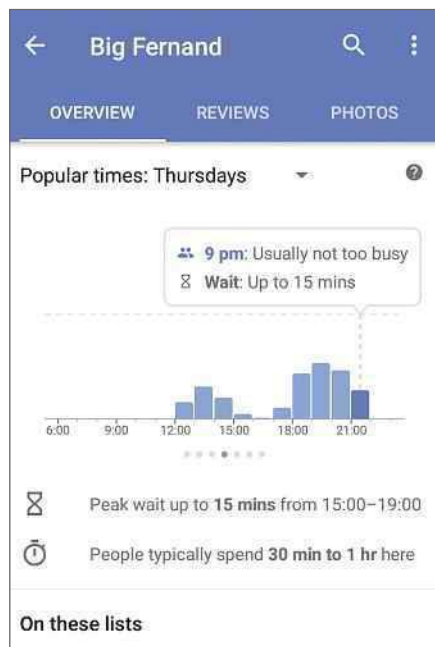 Big Fernand
OVERVIEW REVIEWS PHOTOS
Popular times: Thursdays
9 pm: Usually not too busy
Wait: Up to 15 mins
6:00 9:00 12:00 15:00 18:00 21:00
Peak wait up to 15 mins from 15:00–19:00
People typically spend 30 min to 1 hr here
On these lists